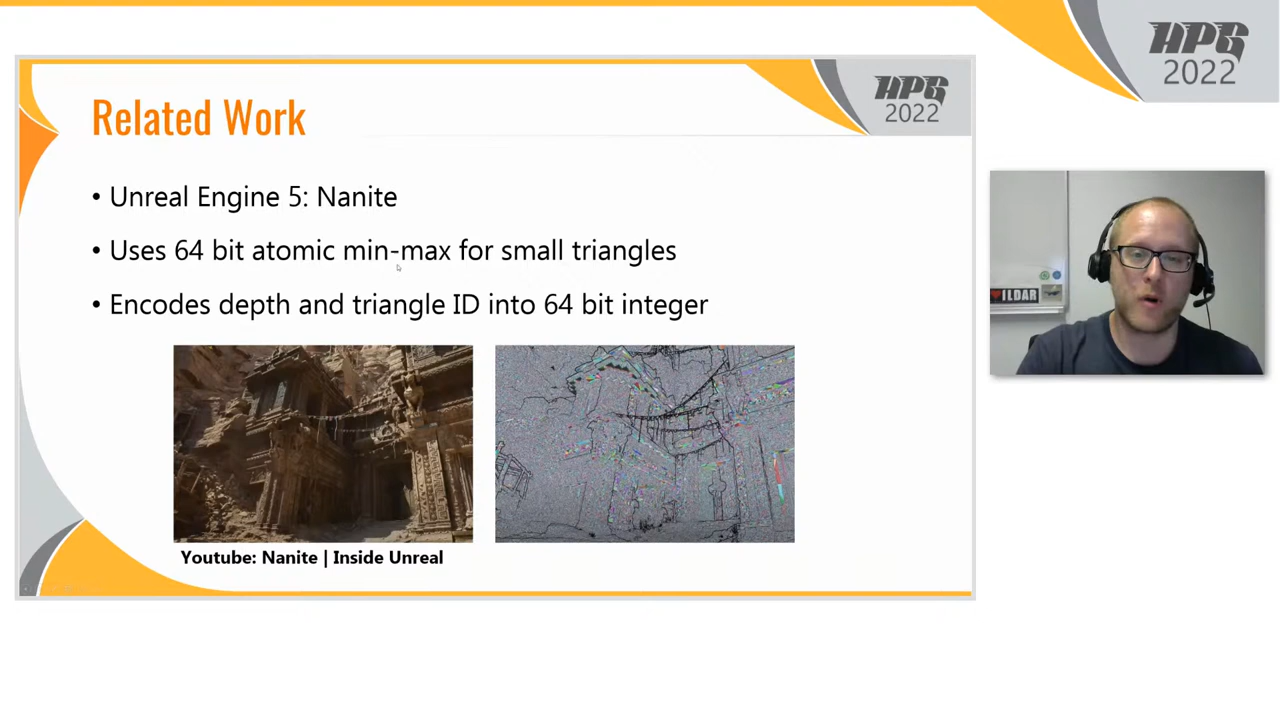 HPG
2022
HPG
2022
Related Work
• Unreal Engine 5: Nanite
• Uses 64 bit atomic min-max for small triangles
• Encodes depth and triangle ID into 64 bit integer
Youtube: Nanite | Inside Unreal
ILDAR